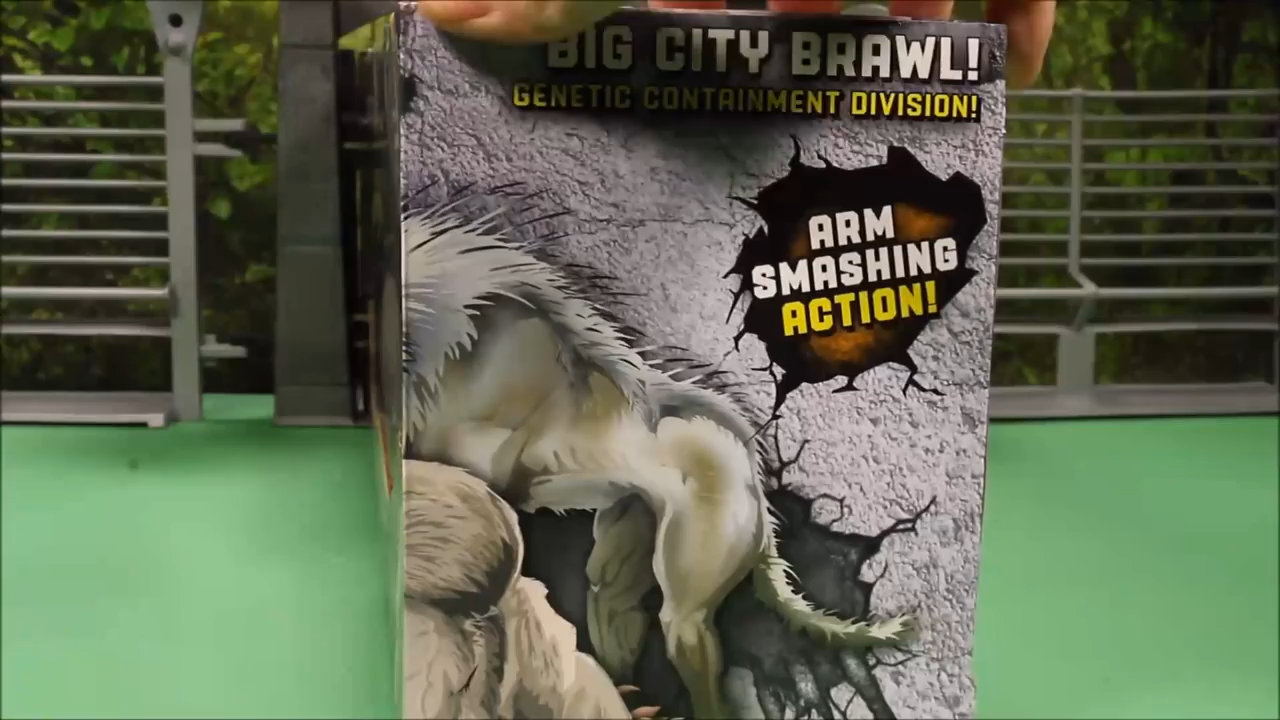 BIG CITY BRAWL!
GENETIC CONTAINMENT DIVISION!
ARM
SMASHING
ACTION!